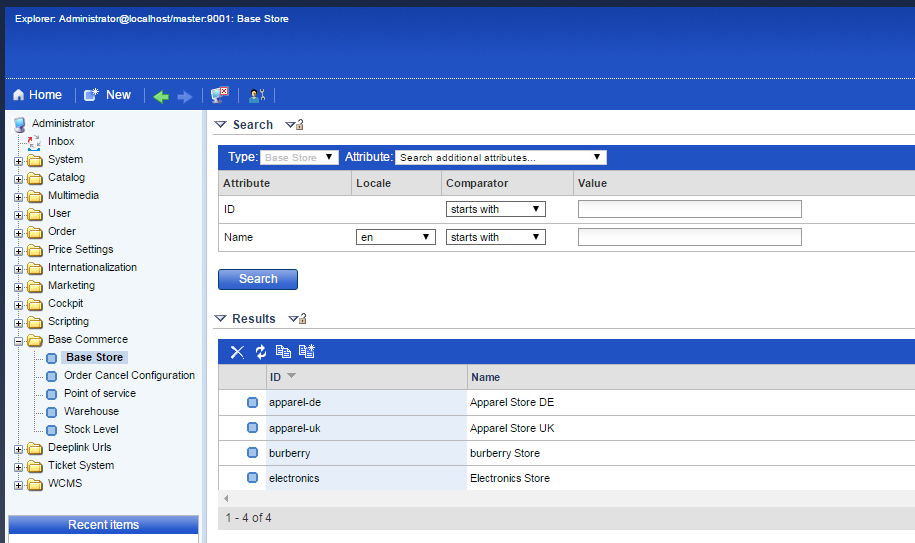 Explorer: Administrator@localhost/master:9001: Base Store
Home New
Administrator
Inbox
System
Catalog
Multimedia
User
Order
Price Settings
Internationalization
Marketing
Cockpit
Scripting
Base Commerce
Base Store
Order Cancel Configuration
Point of service
Warehouse
Stock Level
Deeplink Urls
Ticket System
WCMS
Recent items
Search
Type: Base Store Attribute: Search additional attributes...
Attribute Locale Comparator Value
ID starts with
Name en starts with
Search
Results
ID Name
apparel-de Apparel Store DE
apparel-uk Apparel Store UK
burberry burberry Store
electronics Electronics Store
1 - 4 of 4